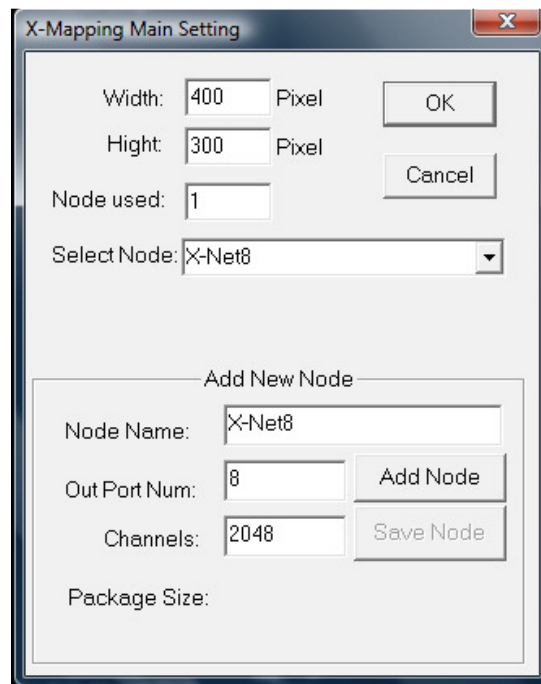 X-Mapping Main Setting
Width: 400 Pixel OK
Hight: 300 Pixel
Cancel
Node used: 1
Select Node: X-Net8
Add New Node
Node Name: X-Net8
Out Port Num: 8 Add Node
Channels: 2048 Save Node
Package Size: